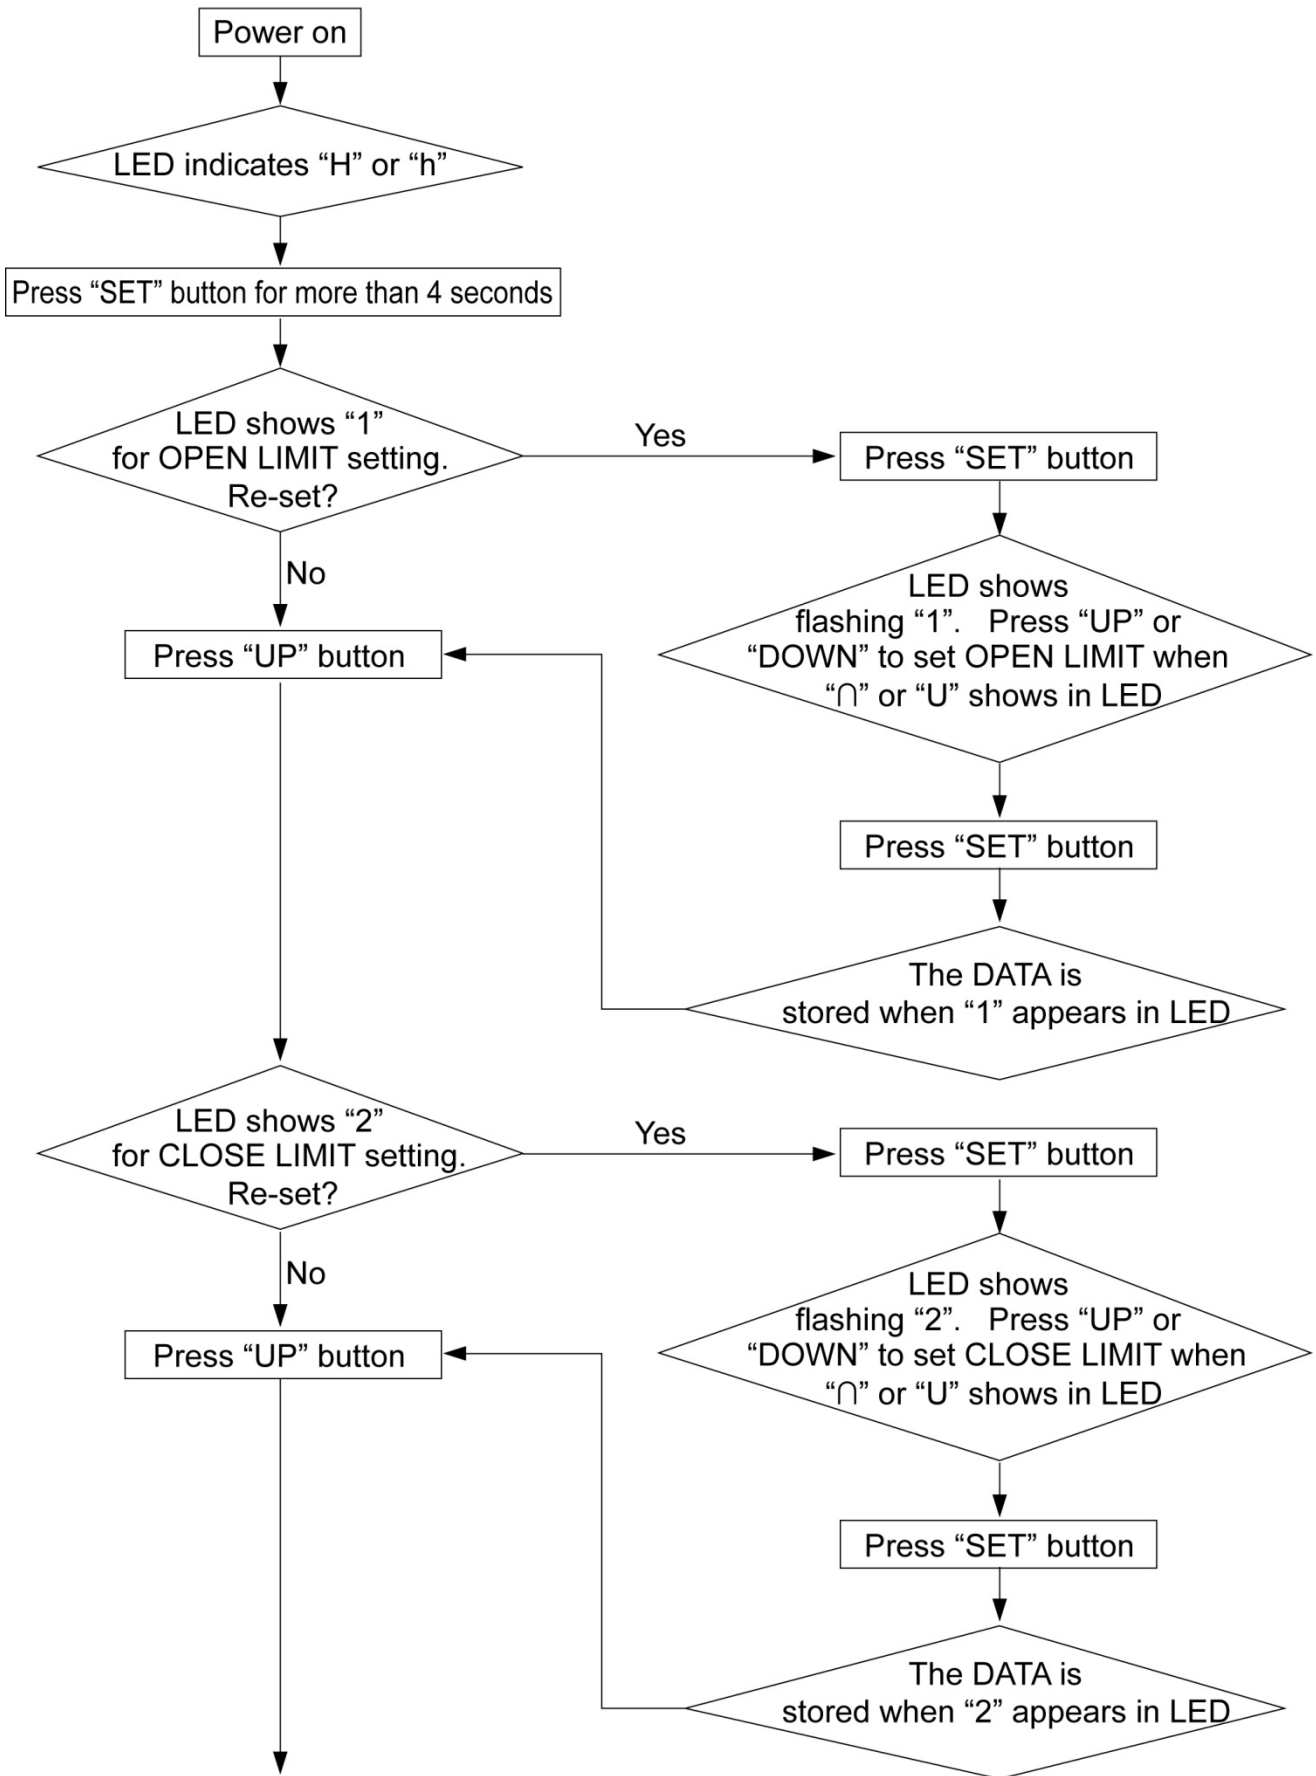 Power on
LED indicates “H” or “h”
Press “SET” button for more than 4 seconds
LED shows “1”
for OPEN LIMIT setting.
Re-set?
Yes
Press “SET” button
LED shows
flashing “1”.   Press “UP” or
“DOWN” to set OPEN LIMIT when
“∩” or “U” shows in LED
No
Press “UP” button
Press “SET” button
The DATA is
stored when “1” appears in LED
LED shows “2”
for CLOSE LIMIT setting.
Re-set?
Yes
Press “SET” button
LED shows
flashing “2”.   Press “UP” or
“DOWN” to set CLOSE LIMIT when
“∩” or “U” shows in LED
No
Press “UP” button
Press “SET” button
The DATA is
stored when “2” appears in LED